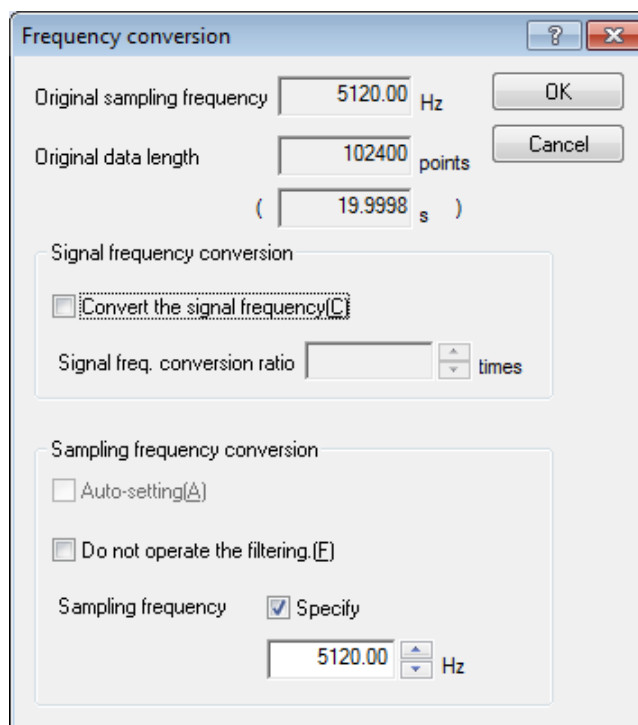 Frequency conversion
Original sampling frequency 5120.00 Hz OK
Original data length 102400 points Cancel
( 19.9998 s )
Signal frequency conversion
Convert the signal frequency(C)
Signal freq. conversion ratio times
Sampling frequency conversion
Auto-setting(A)
Do not operate the filtering.(F)
Sampling frequency Specify
5120.00 Hz